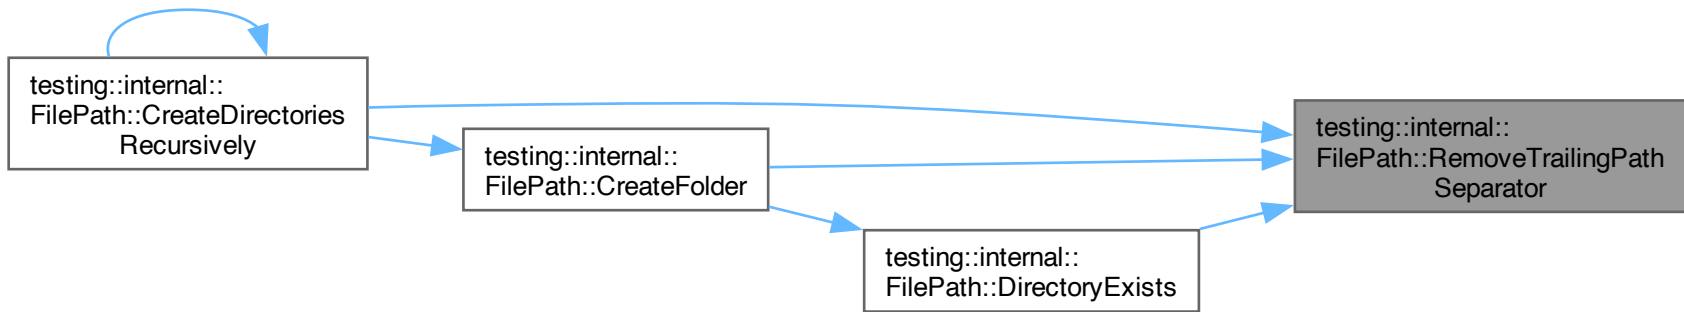 testing::internal::
FilePath::CreateDirectories
Recursively
testing::internal::
FilePath::CreateFolder
testing::internal::
FilePath::DirectoryExists
testing::internal::
FilePath::RemoveTrailingPath
Separator